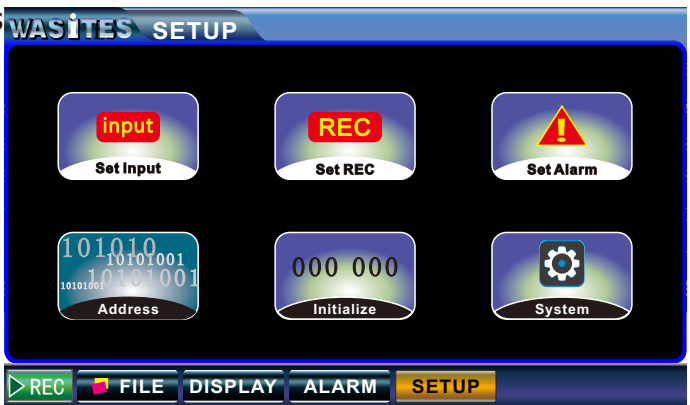 S
WASiTES SETUP
input
Set Input
REC
Set REC
!
Set Alarm
101010
10101001
10101001
10101001
Address
000 000
Initialize
System
REC FILE DISPLAY ALARM SETUP